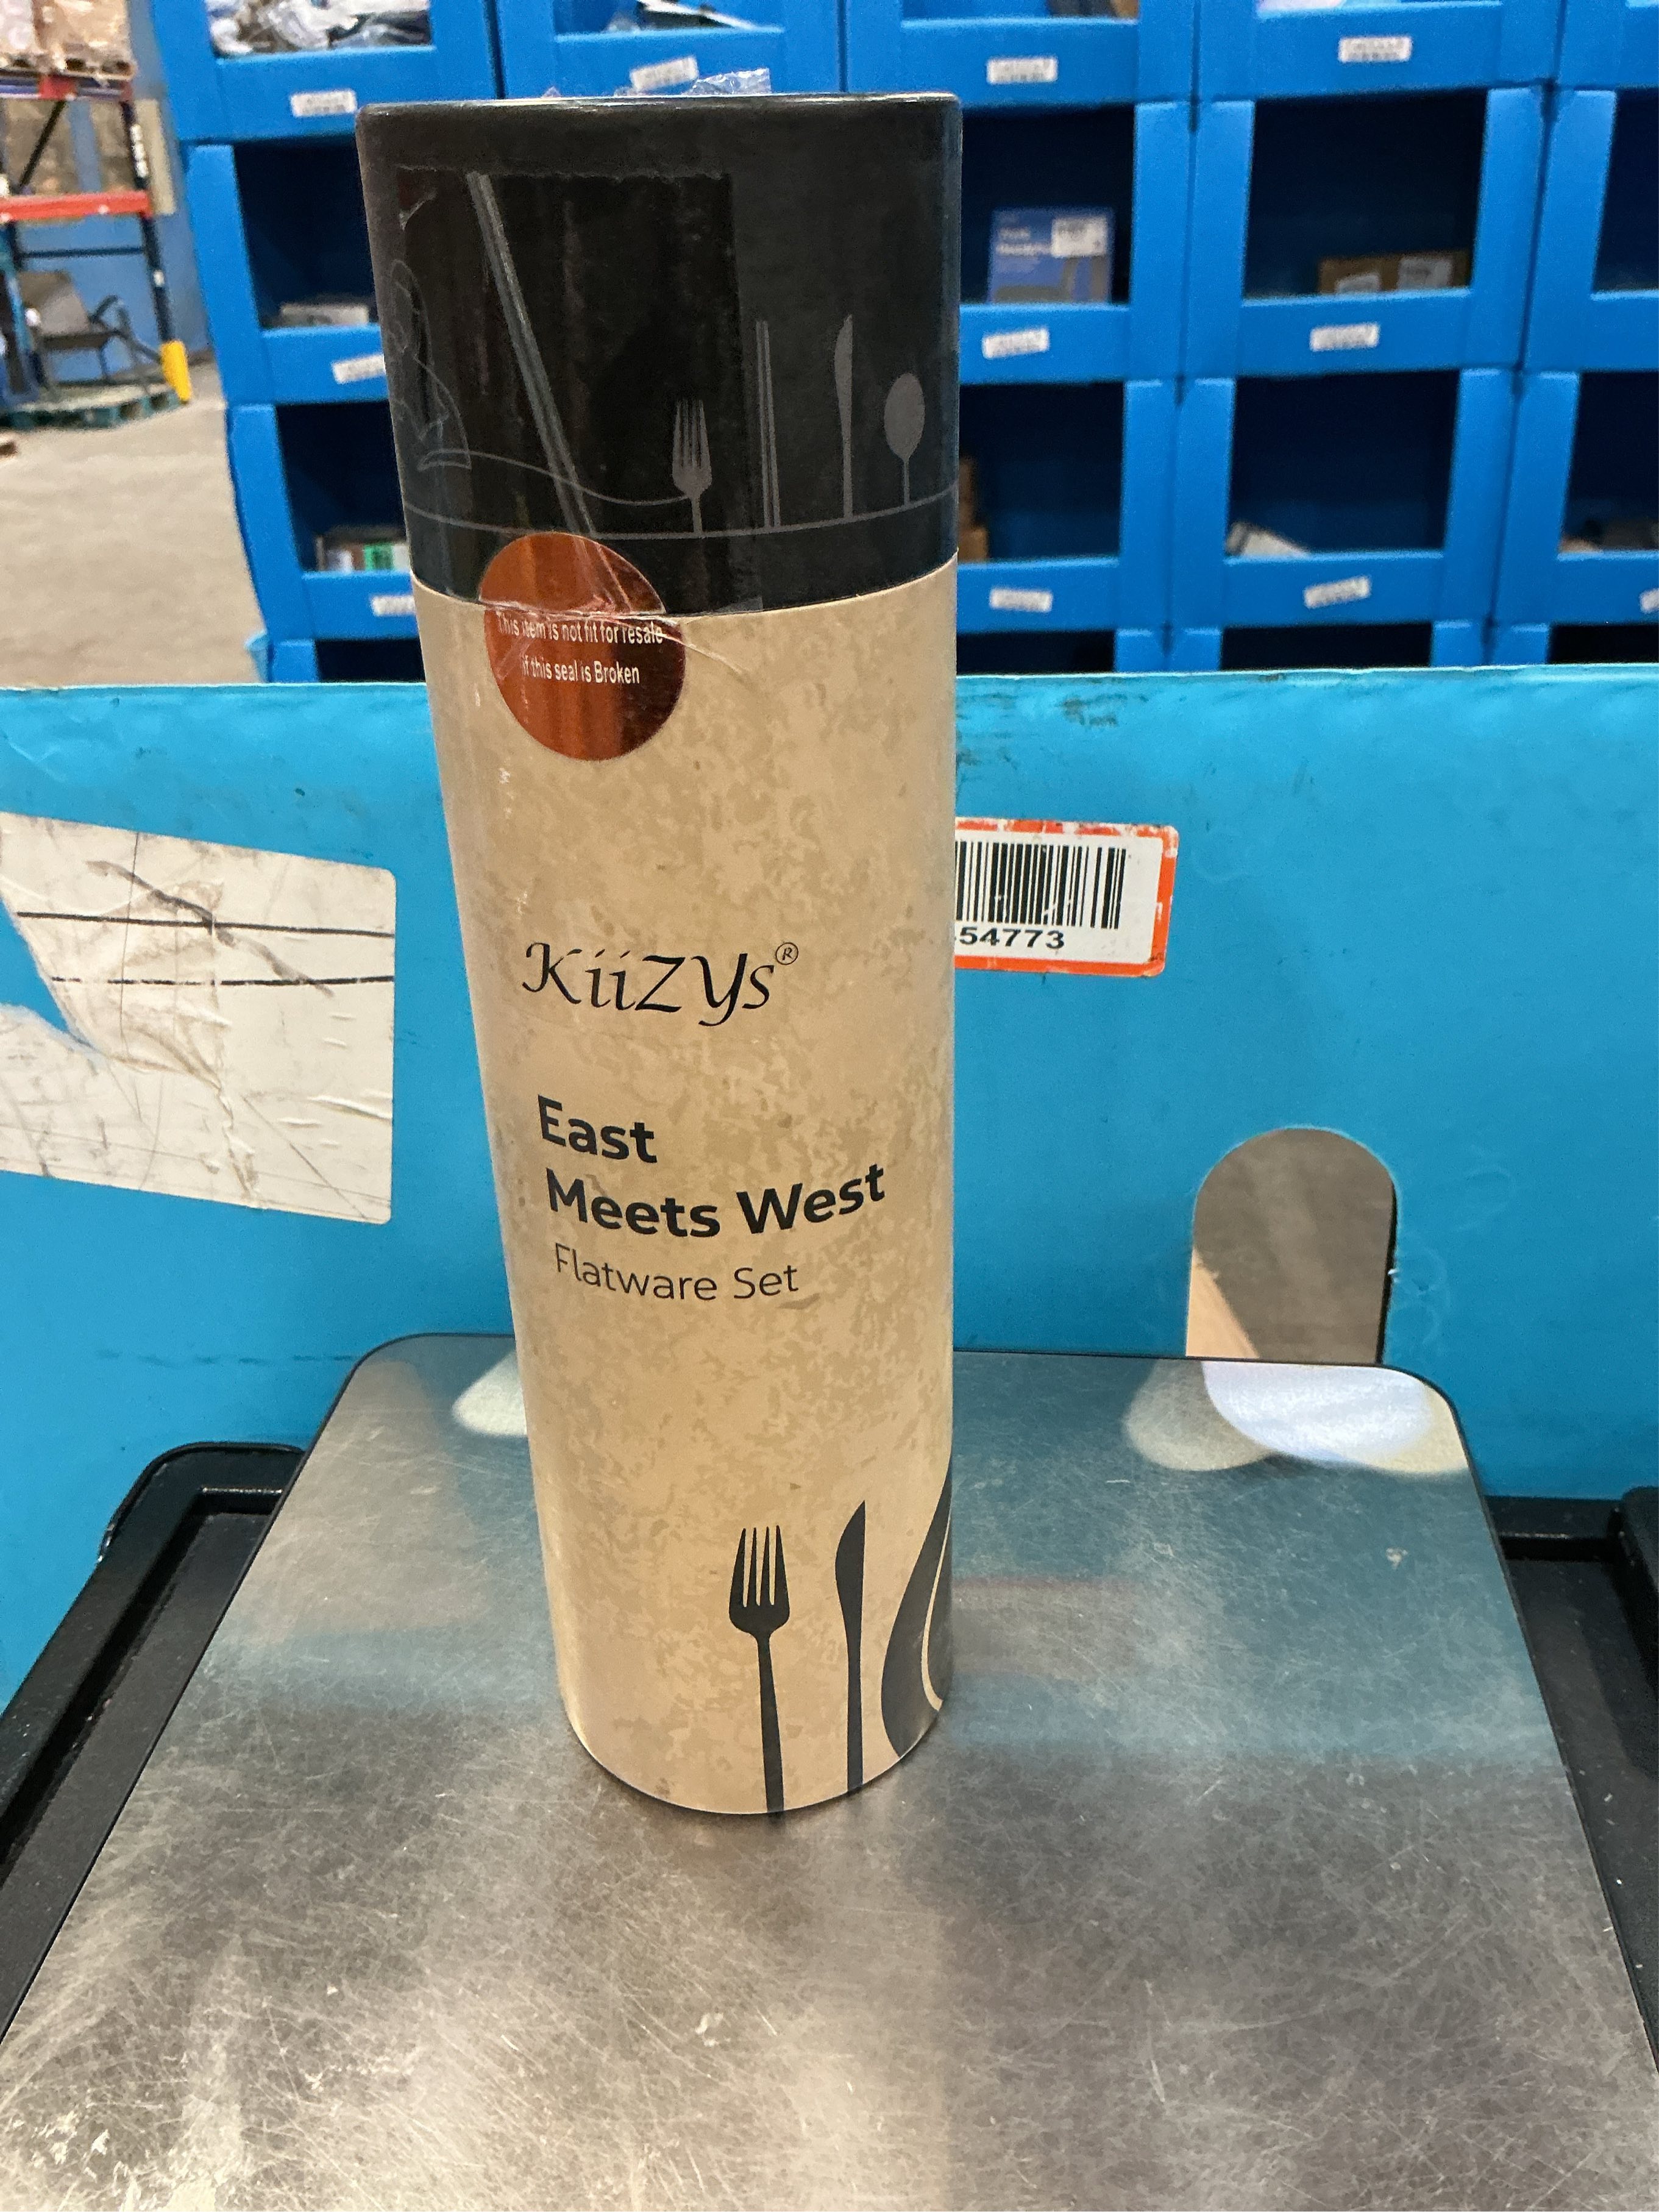 This item is not fit for resale
if this seal is Broken
KiiZYs®
East
Meets West
Flatware Set
54773